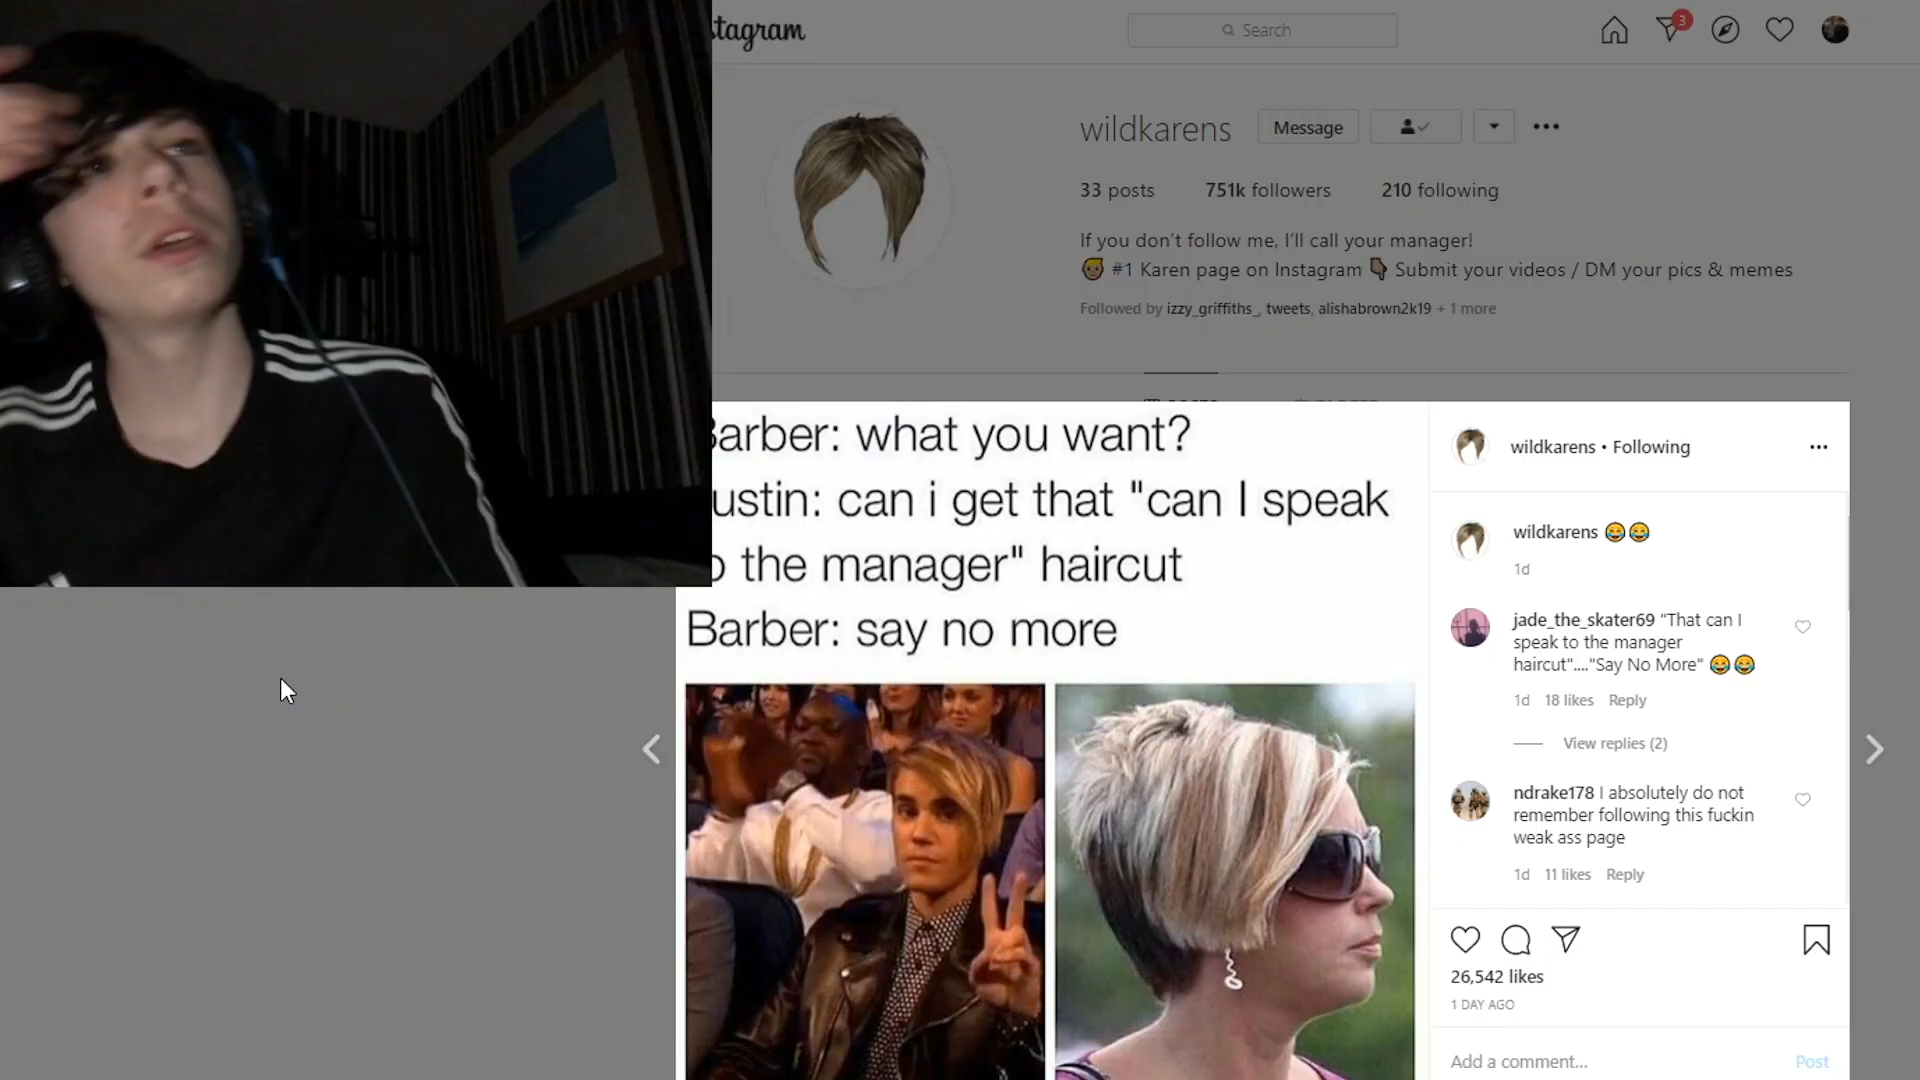 stagram
Search
3
wildkarens
Message
33 posts 751k followers 210 following
If you don't follow me, I'll call your manager!
#1 Karen page on Instagram 👇🏽 Submit your videos / DM your pics & memes
Followed by izzy_griffiths_, tweets, alishabrown2k19 + 1 more
Barber: what you want?
ustin: can i get that "can I speak
o the manager" haircut
Barber: say no more
wildkarens • Following
wildkarens 😂😂
1d
jade_the_skater69 "That can I
speak to the manager
haircut"...."Say No More" 😂😂
1d 18 likes Reply
View replies (2)
ndrake178 I absolutely do not
remember following this fuckin
weak ass page
1d 11 likes Reply
26,542 likes
1 DAY AGO
Add a comment... Post